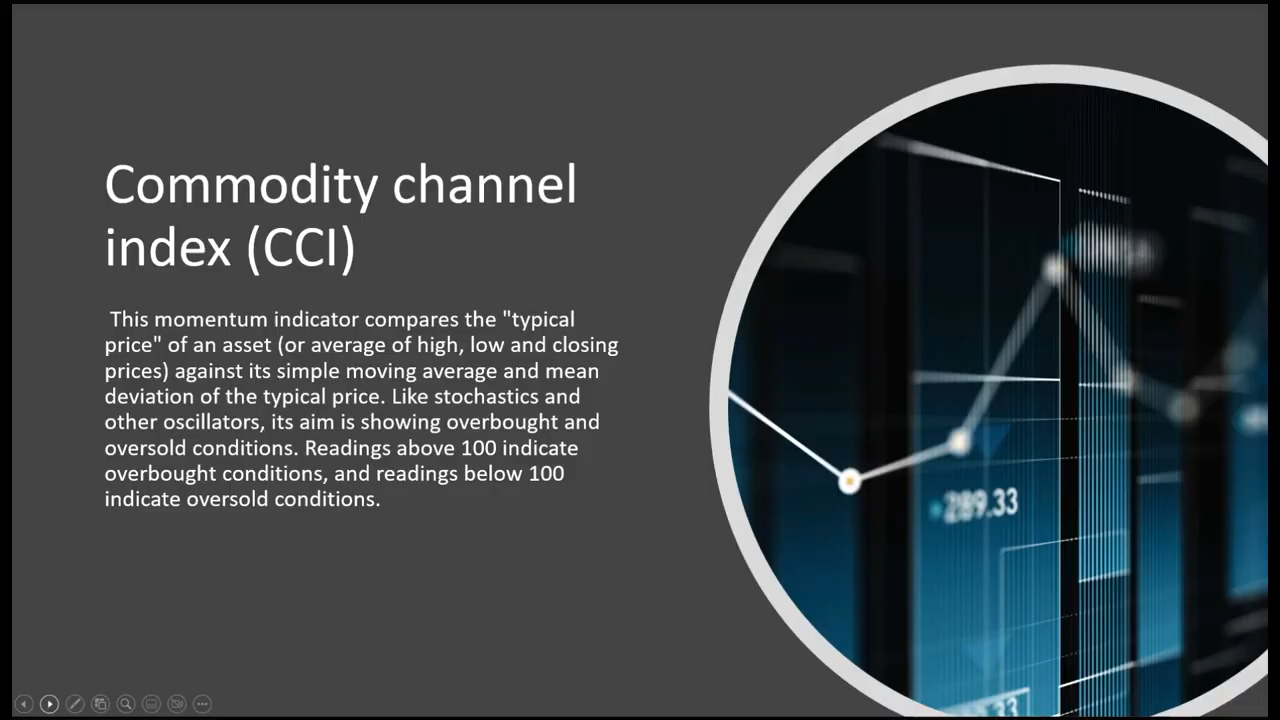 Commodity channel
index (CCI)
This momentum indicator compares the "typical
price" of an asset (or average of high, low and closing
prices) against its simple moving average and mean
deviation of the typical price. Like stochastics and
other oscillators, its aim is showing overbought and
oversold conditions. Readings above 100 indicate
overbought conditions, and readings below 100
indicate oversold conditions.
289.33